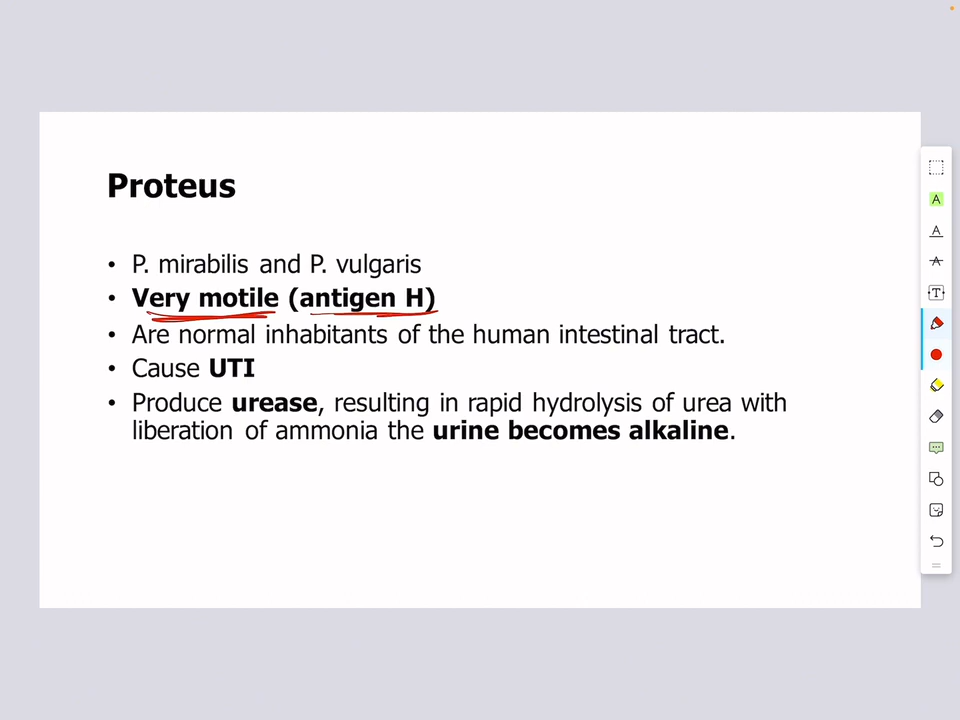 Proteus
• P. mirabilis and P. vulgaris
• Very motile (antigen H)
• Are normal inhabitants of the human intestinal tract.
• Cause UTI
• Produce urease, resulting in rapid hydrolysis of urea with
liberation of ammonia the urine becomes alkaline.
A
A
A
T